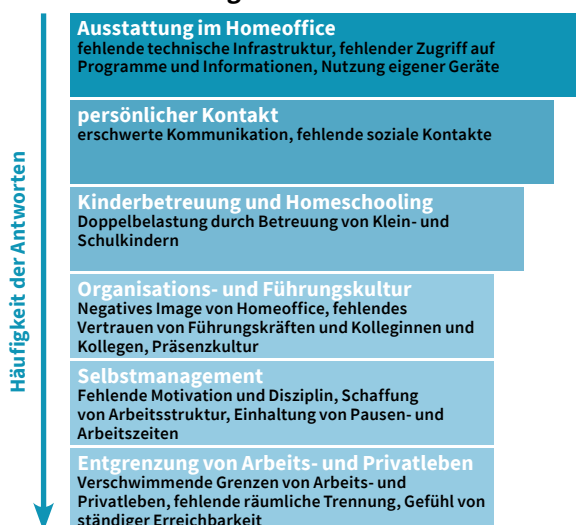 Ausstattung im Homeoffice
fehlende technische Infrastruktur, fehlender Zugriff auf
Programme und Informationen, Nutzung eigener Geräte
persönlicher Kontakt
erschwerte Kommunikation, fehlende soziale Kontakte
Kinderbetreuung und Homeschooling
Doppelbelastung durch Betreuung von Klein- und
Schulkindern
Organisations- und Führungskultur
Negatives Image von Homeoffice, fehlendes
Vertrauen von Führungskräften und Kolleginnen und
Kollegen, Präsenzkultur
Selbstmanagement
Fehlende Motivation und Disziplin, Schaffung
von Arbeitsstruktur, Einhaltung von Pausen- und
Arbeitszeiten
Entgrenzung von Arbeits- und Privatleben
Verschwimmende Grenzen von Arbeits- und
Privatleben, fehlende räumliche Trennung, Gefühl von
ständiger Erreichbarkeit
Häufigkeit der Antworten